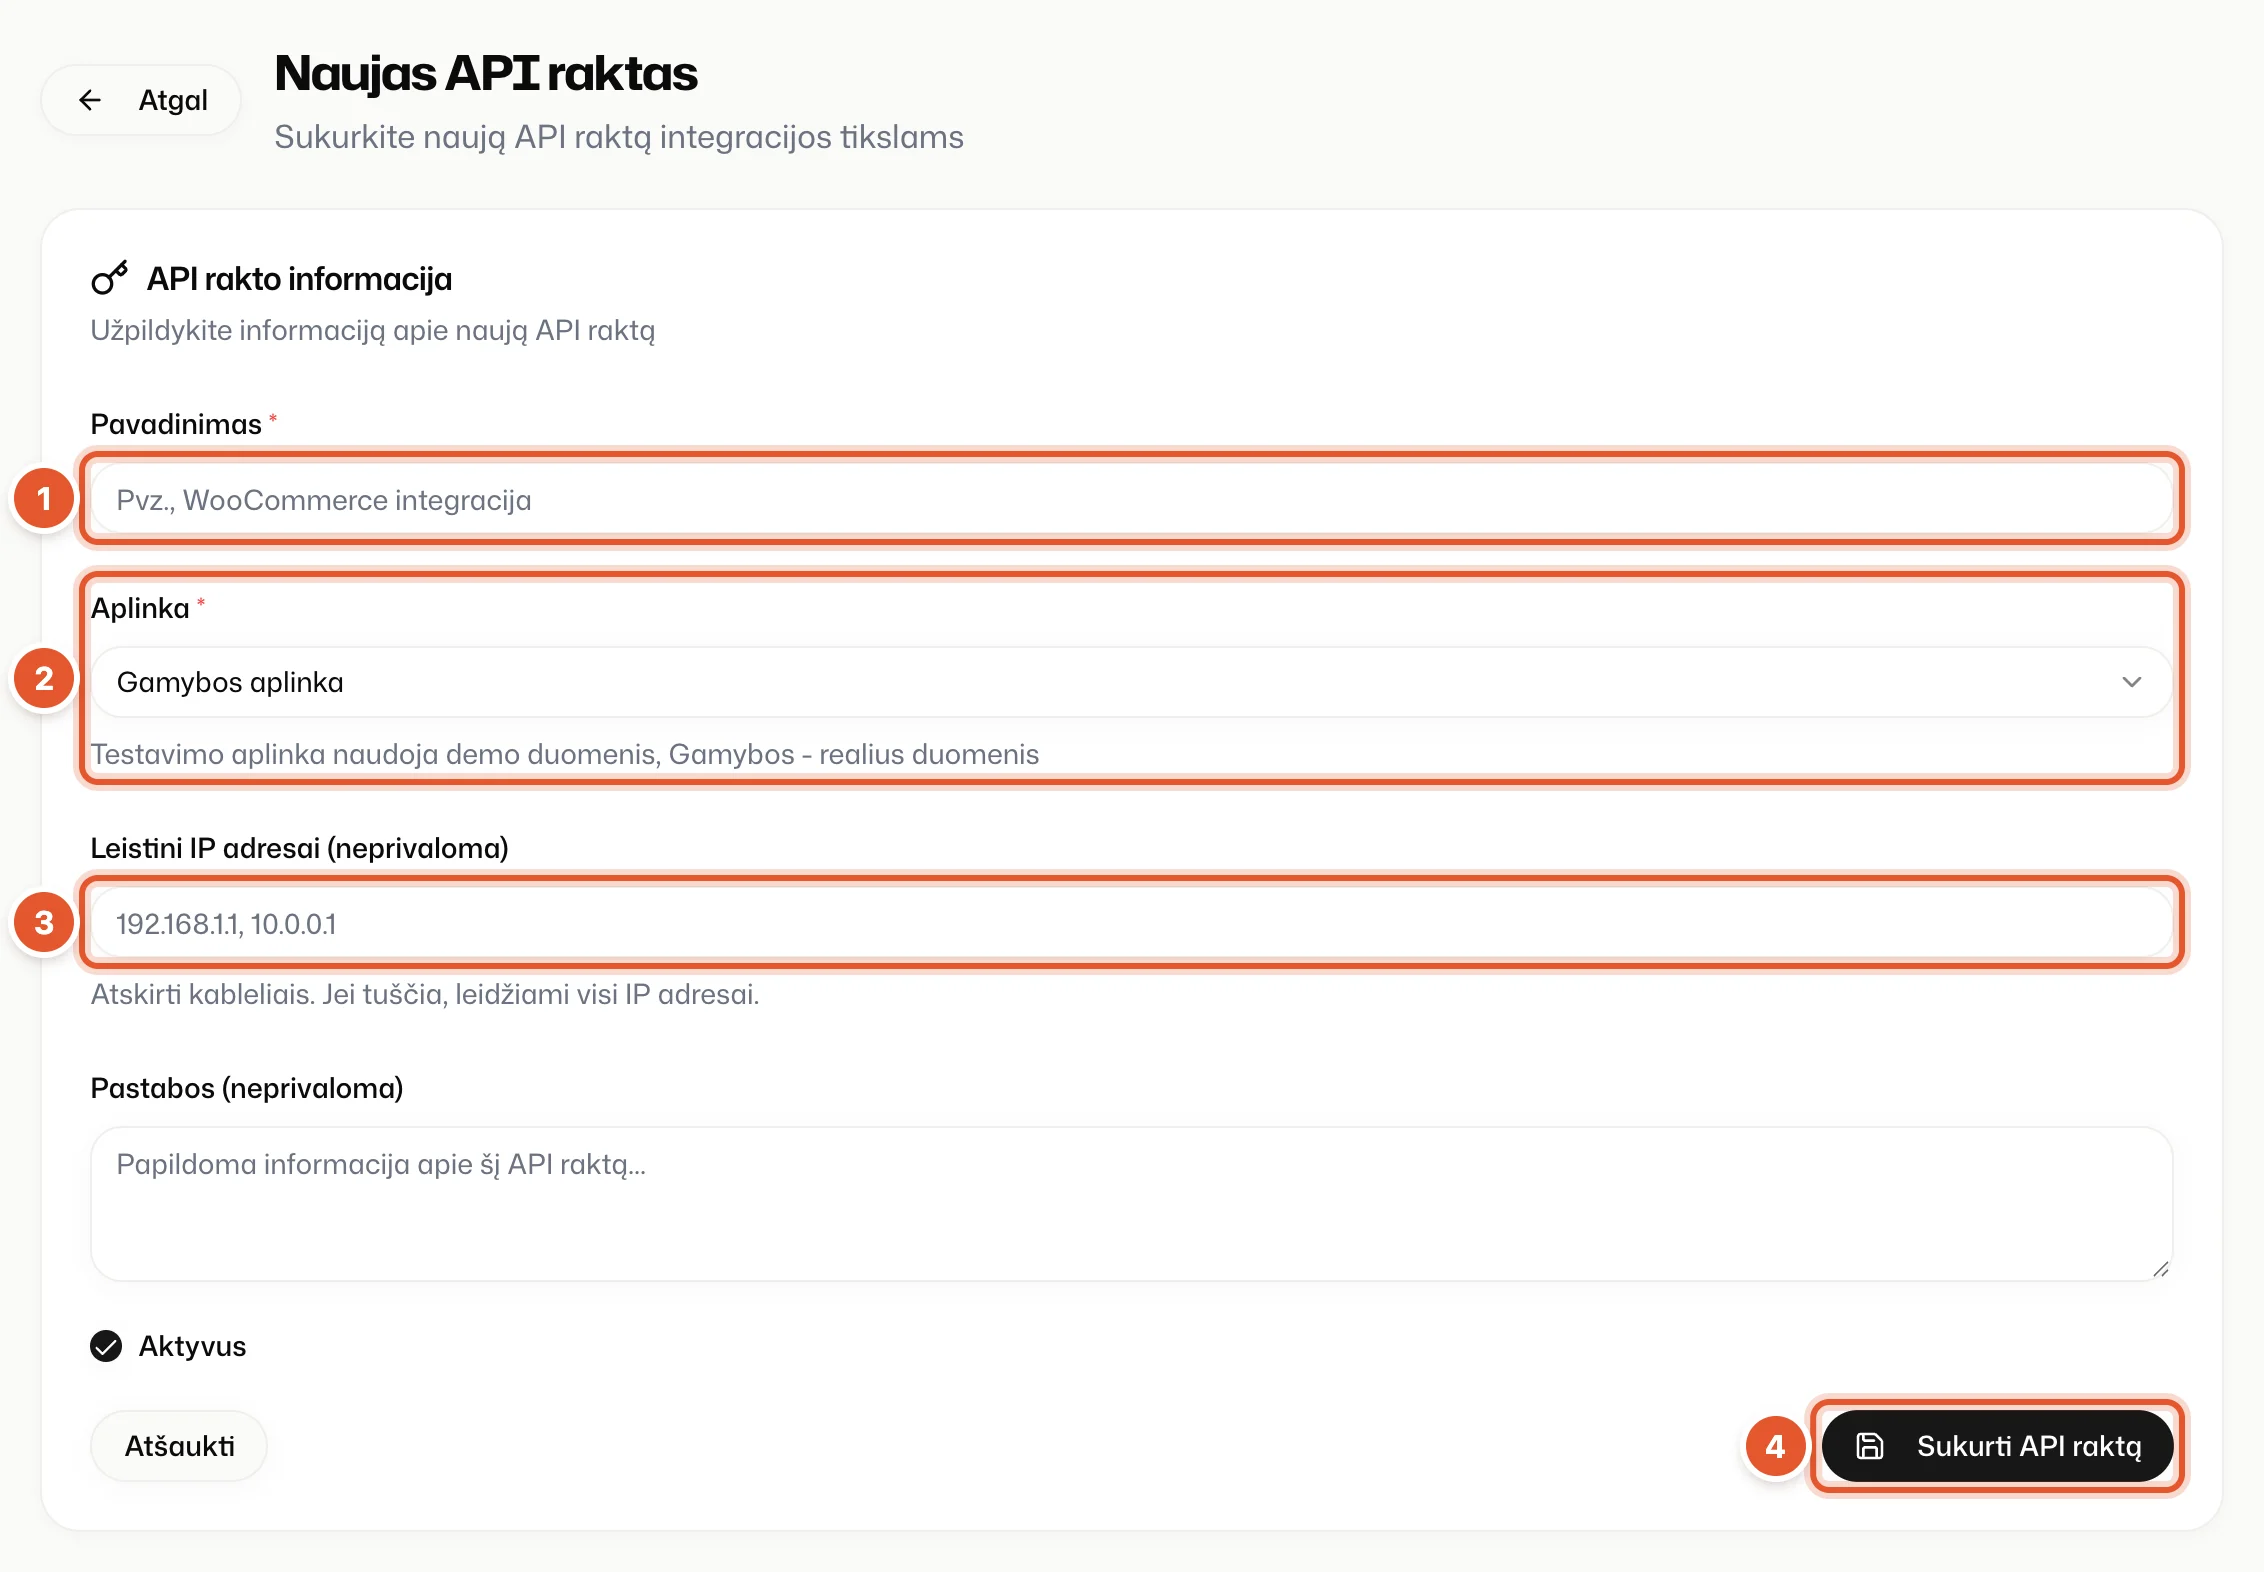 Atgal
Naujas API raktas
Sukurkite naują API raktą integracijos tikslams
API rakto informacija
Užpildykite informaciją apie naują API raktą
Pavadinimas *
1
Pvz., WooCommerce integracija
Aplinka *
2
Gamybos aplinka
Testavimo aplinka naudoja demo duomenis, Gamybos - realius duomenis
Leistini IP adresai (neprivaloma)
3
192.168.1.1, 10.0.0.1
Atskirti kableliais. Jei tuščia, leidžiami visi IP adresai.
Pastabos (neprivaloma)
Papildoma informacija apie šį API raktą...
Aktyvus
Atšaukti
4
Sukurti API raktą